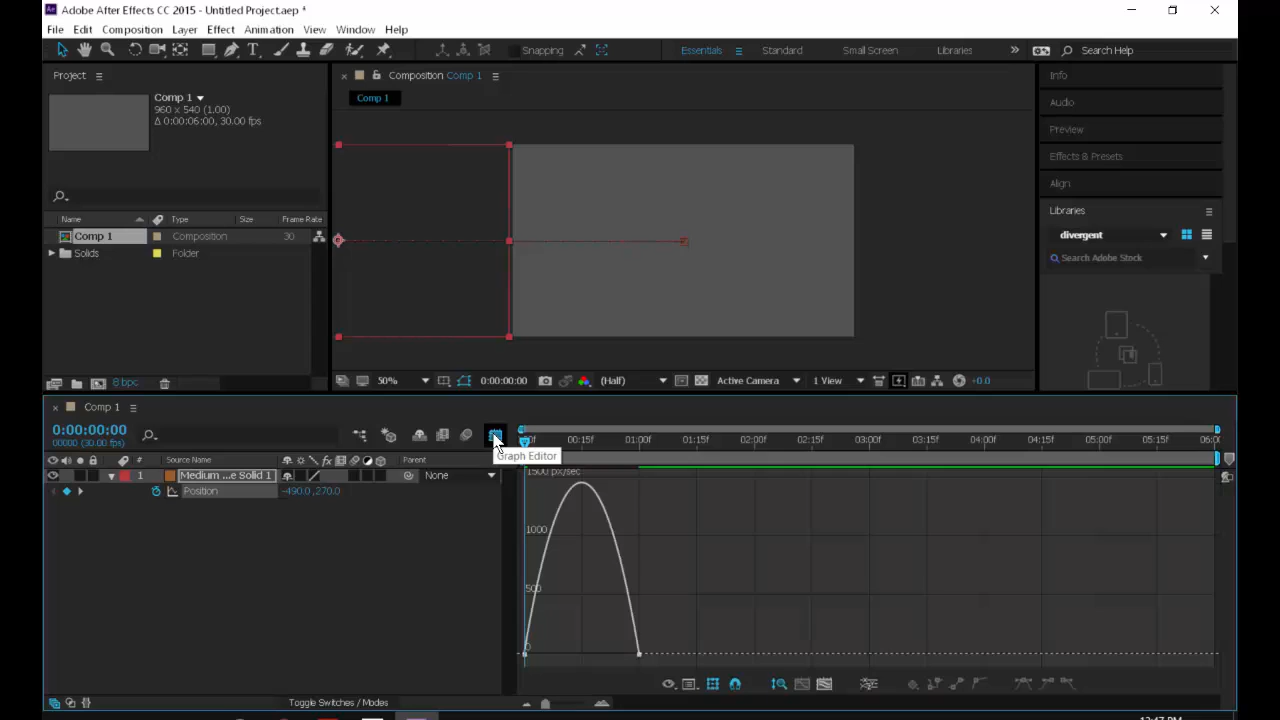 Adobe After Effects CC 2015 - Untitled Project.aep *
File Edit Composition Layer Effect Animation View Window Help
Snapping
Essentials
Standard
Small Screen
Libraries
Search Help
Project
Composition Comp 1
Info
Comp 1
960 x 540 (1.00)
Δ 0:00:06:00, 30.00 fps
Comp 1
Audio
Preview
Effects & Presets
Align
Libraries
divergent
Search Adobe Stock
Name Type Size Frame Rate
Comp 1 Composition 30
Solids Folder
8 bpc
50% 0:00:00:00 (Half) Active Camera 1 View +0.0
Comp 1
0:00:00:00
00000 (30.00 fps)
00:15f 01:00f 01:15f 02:00f 02:15f 03:00f 03:15f 04:00f 04:15f 05:00f 05:15f 06:0
Graph Editor
# Source Name Parent
1 Medium ...e Solid 1 None
Position -490.0, 270.0
1500 px/sec
1000
500
0
Toggle Switches / Modes